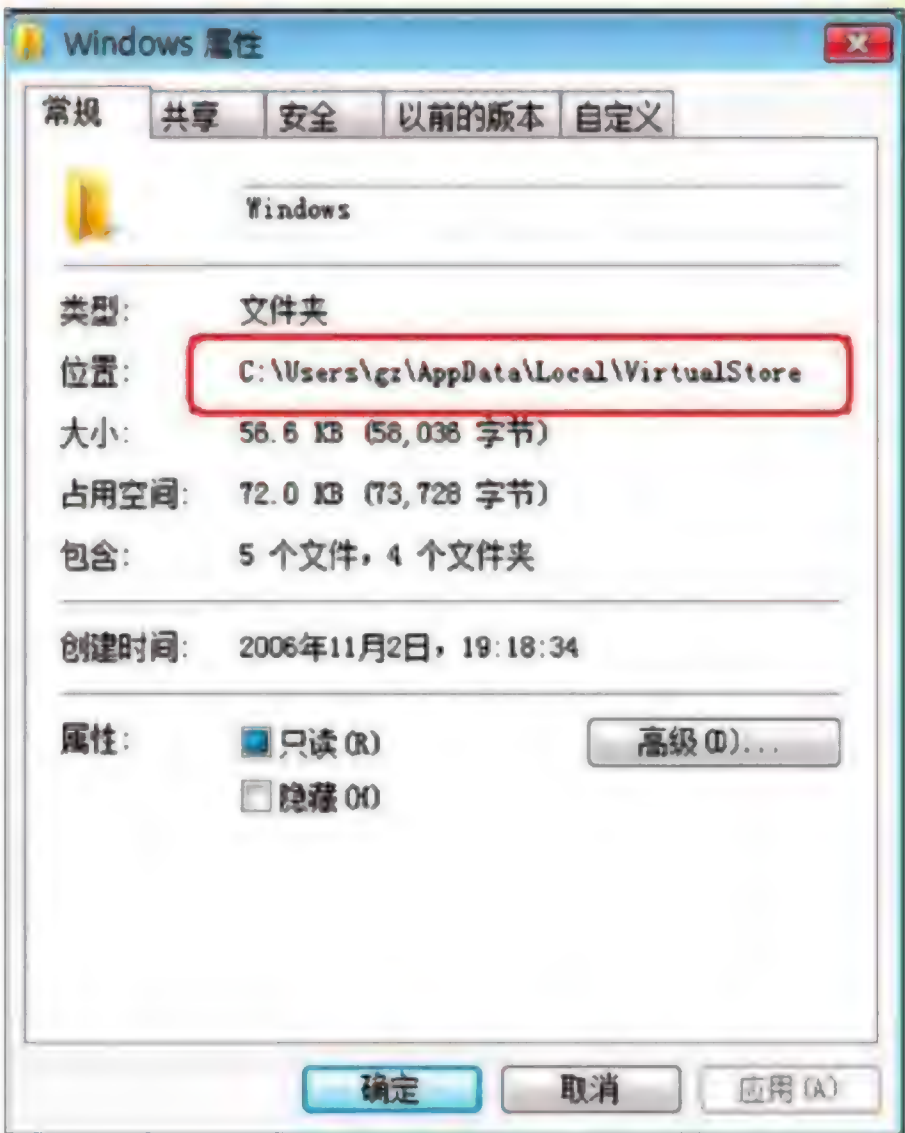 Windows 属性
常规 共享 安全 以前的版本 自定义
Windows
类型: 文件夹
位置: C:\Users\gz\AppData\Local\VirtualStore
大小: 56.6 KB (58,036 字节)
占用空间: 72.0 KB (73,728 字节)
包含: 5 个文件，4 个文件夹
创建时间: 2006年11月2日，19:18:34
属性: 只读(R) 高级(D)...
隐藏(H)
确定 取消 应用(A)